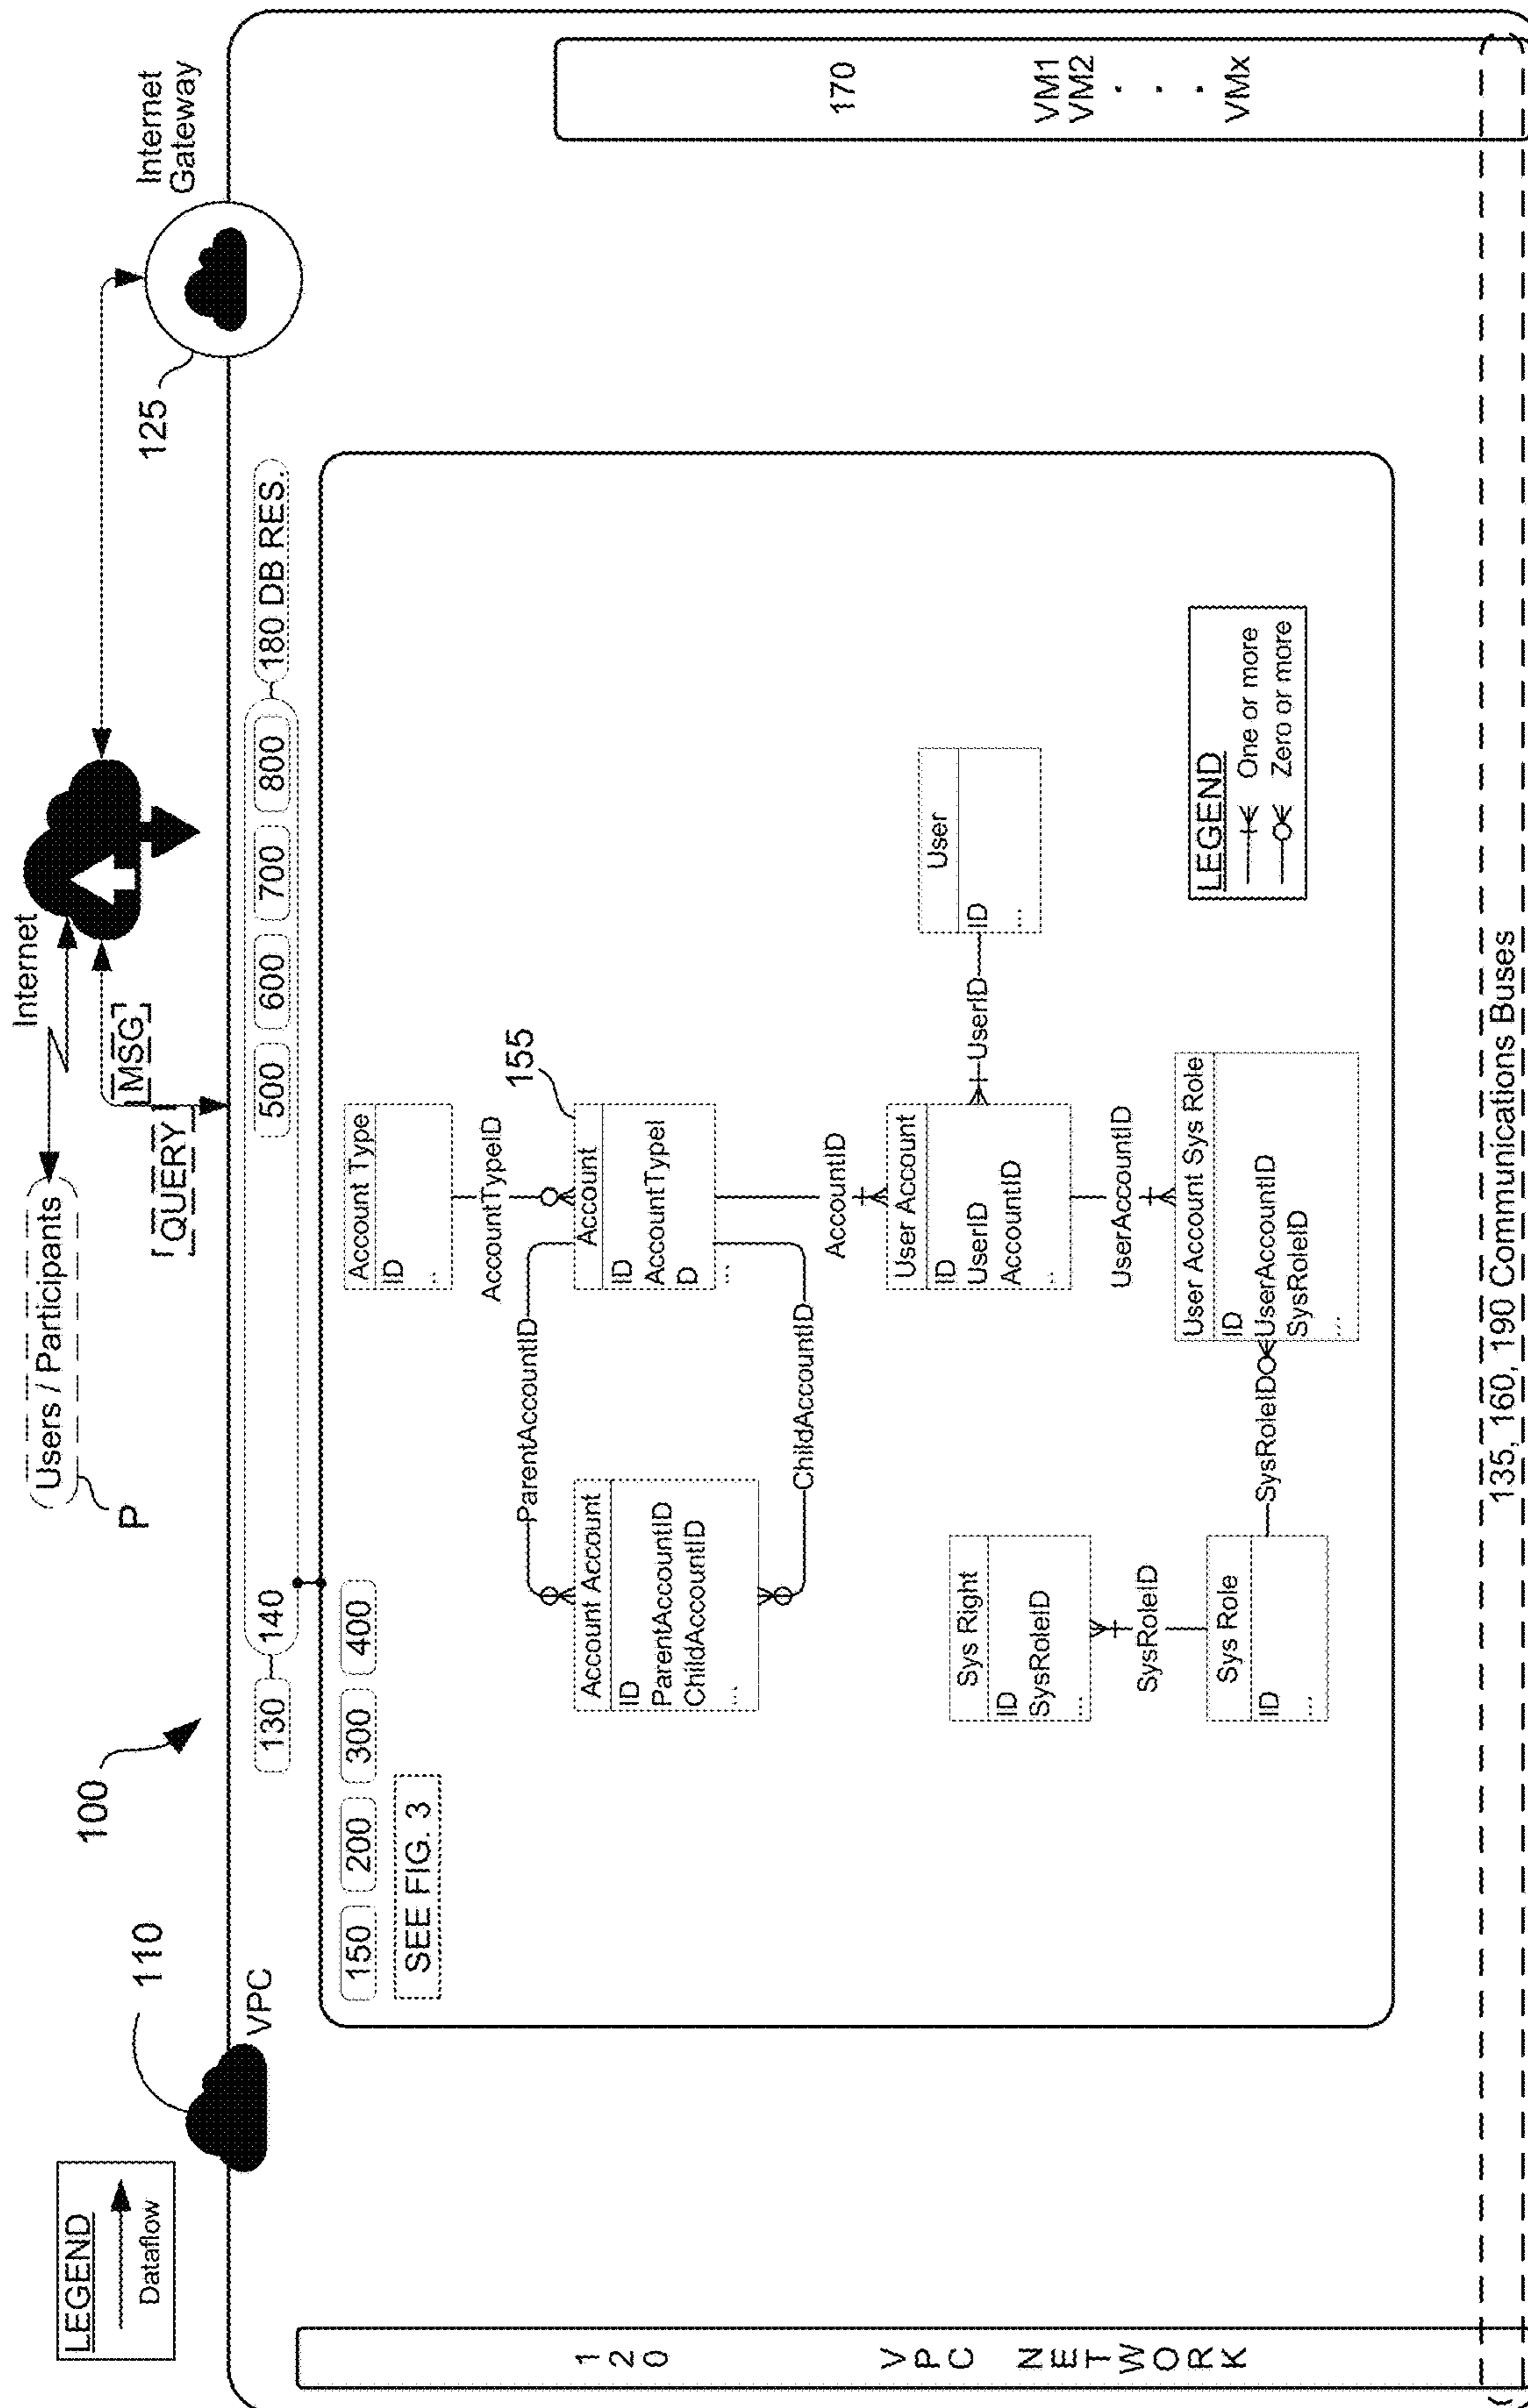 LEGEND
Dataflow
110
VPC
100
P
Users / Participants
Internet
[MSG]
[QUERY]
125
Internet
Gateway
130
140
500
600
700
800
180 DB RES.
150
200
300
400
SEE FIG. 3
Account Type
ID
...
AccountTypeID
155
Account
ID
AccountTypeI
D
...
ParentAccountID
ChildAccountID
Account Account
ID
ParentAccountID
ChildAccountID
...
AccountID
User Account
ID
UserID
AccountID
...
UserID
User
ID
...
UserAccountID
User Account Sys Role
ID
UserAccountID
SysRoleID
...
SysRoleID
Sys Right
ID
SysRoleID
...
SysRoleID
Sys Role
ID
...
LEGEND
One or more
Zero or more
120
VPC NETWORK
170
VM1
VM2
.
.
.
VMx
135, 160, 190 Communications Buses